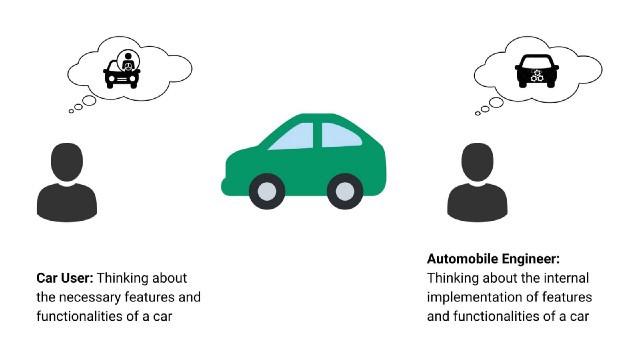 Car User: Thinking about
the necessary features and
functionalities of a car
Automobile Engineer:
Thinking about the internal
implementation of features
and functionalities of a car